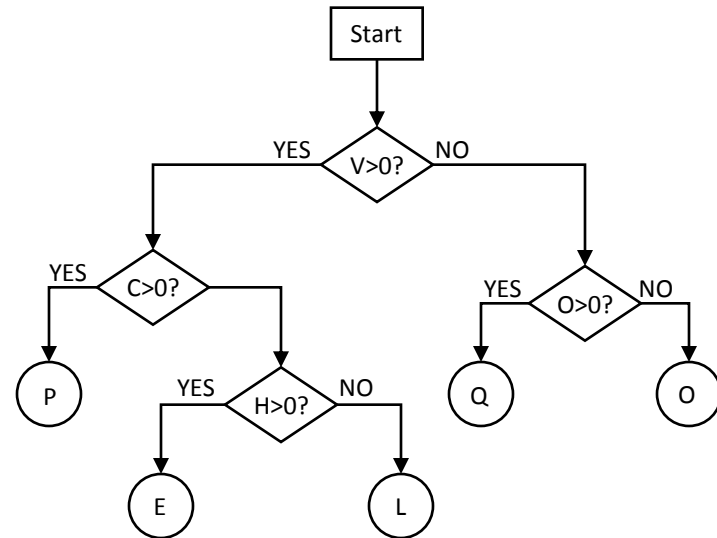 Start
YES
V>0?
NO
YES
C>0?
YES
O>0?
NO
P
YES
H>0?
NO
Q
O
E
L